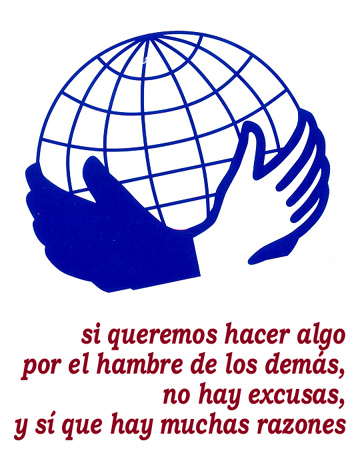 si queremos hacer algo
por el hambre de los demás,
no hay excusas,
y sí que hay muchas razones